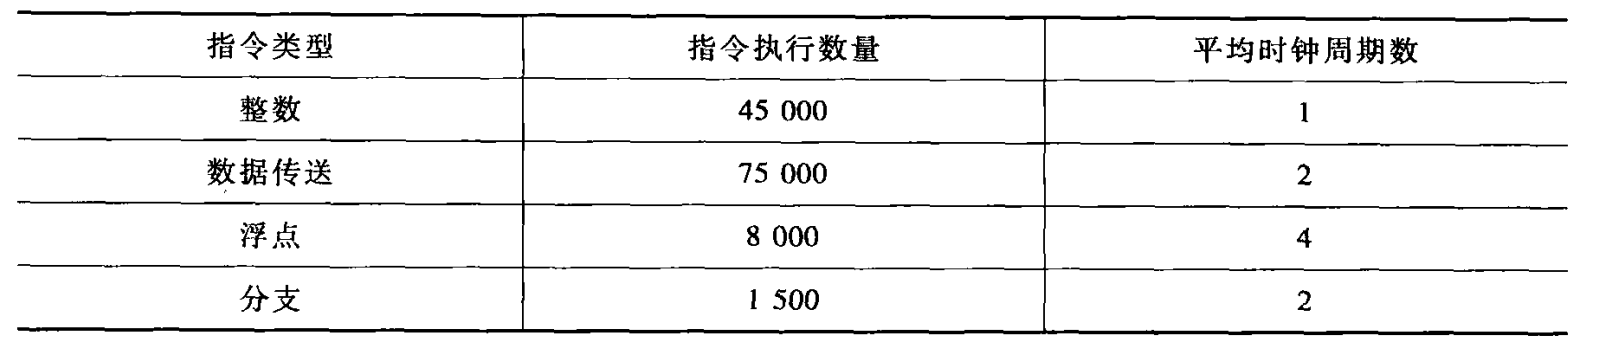 指令类型 指令执行数量 平均时钟周期数
整数 45 000 1
数据传送 75 000 2
浮点 8 000 4
分支 1 500 2